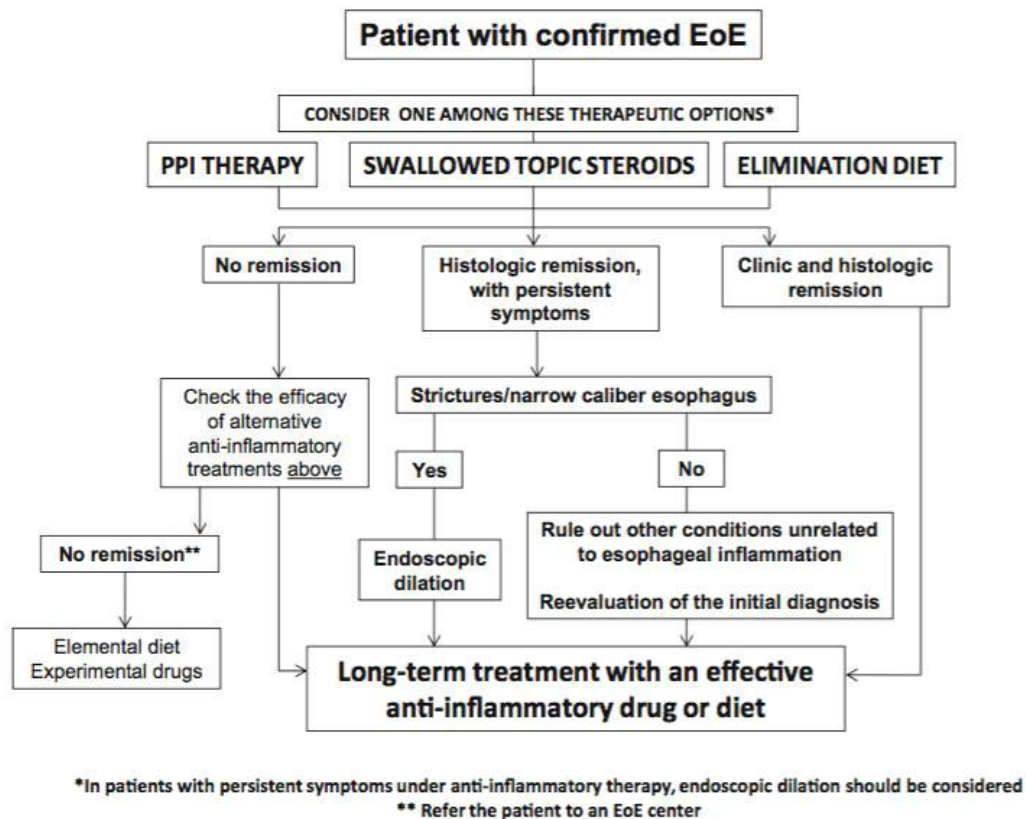 Patient with confirmed EoE
CONSIDER ONE AMONG THESE THERAPEUTIC OPTIONS*
PPI THERAPY
SWALLOWED TOPIC STEROIDS
ELIMINATION DIET
No remission
Histologic remission,
with persistent
symptoms
Clinic and histologic
remission
Check the efficacy
of alternative
anti-inflammatory
treatments above
Strictures/narrow caliber esophagus
Yes
No
No remission**
Endoscopic
dilation
Rule out other conditions unrelated
to esophageal inflammation
Reevaluation of the initial diagnosis
Elemental diet
Experimental drugs
Long-term treatment with an effective
anti-inflammatory drug or diet
*In patients with persistent symptoms under anti-inflammatory therapy, endoscopic dilation should be considered
** Refer the patient to an EoE center